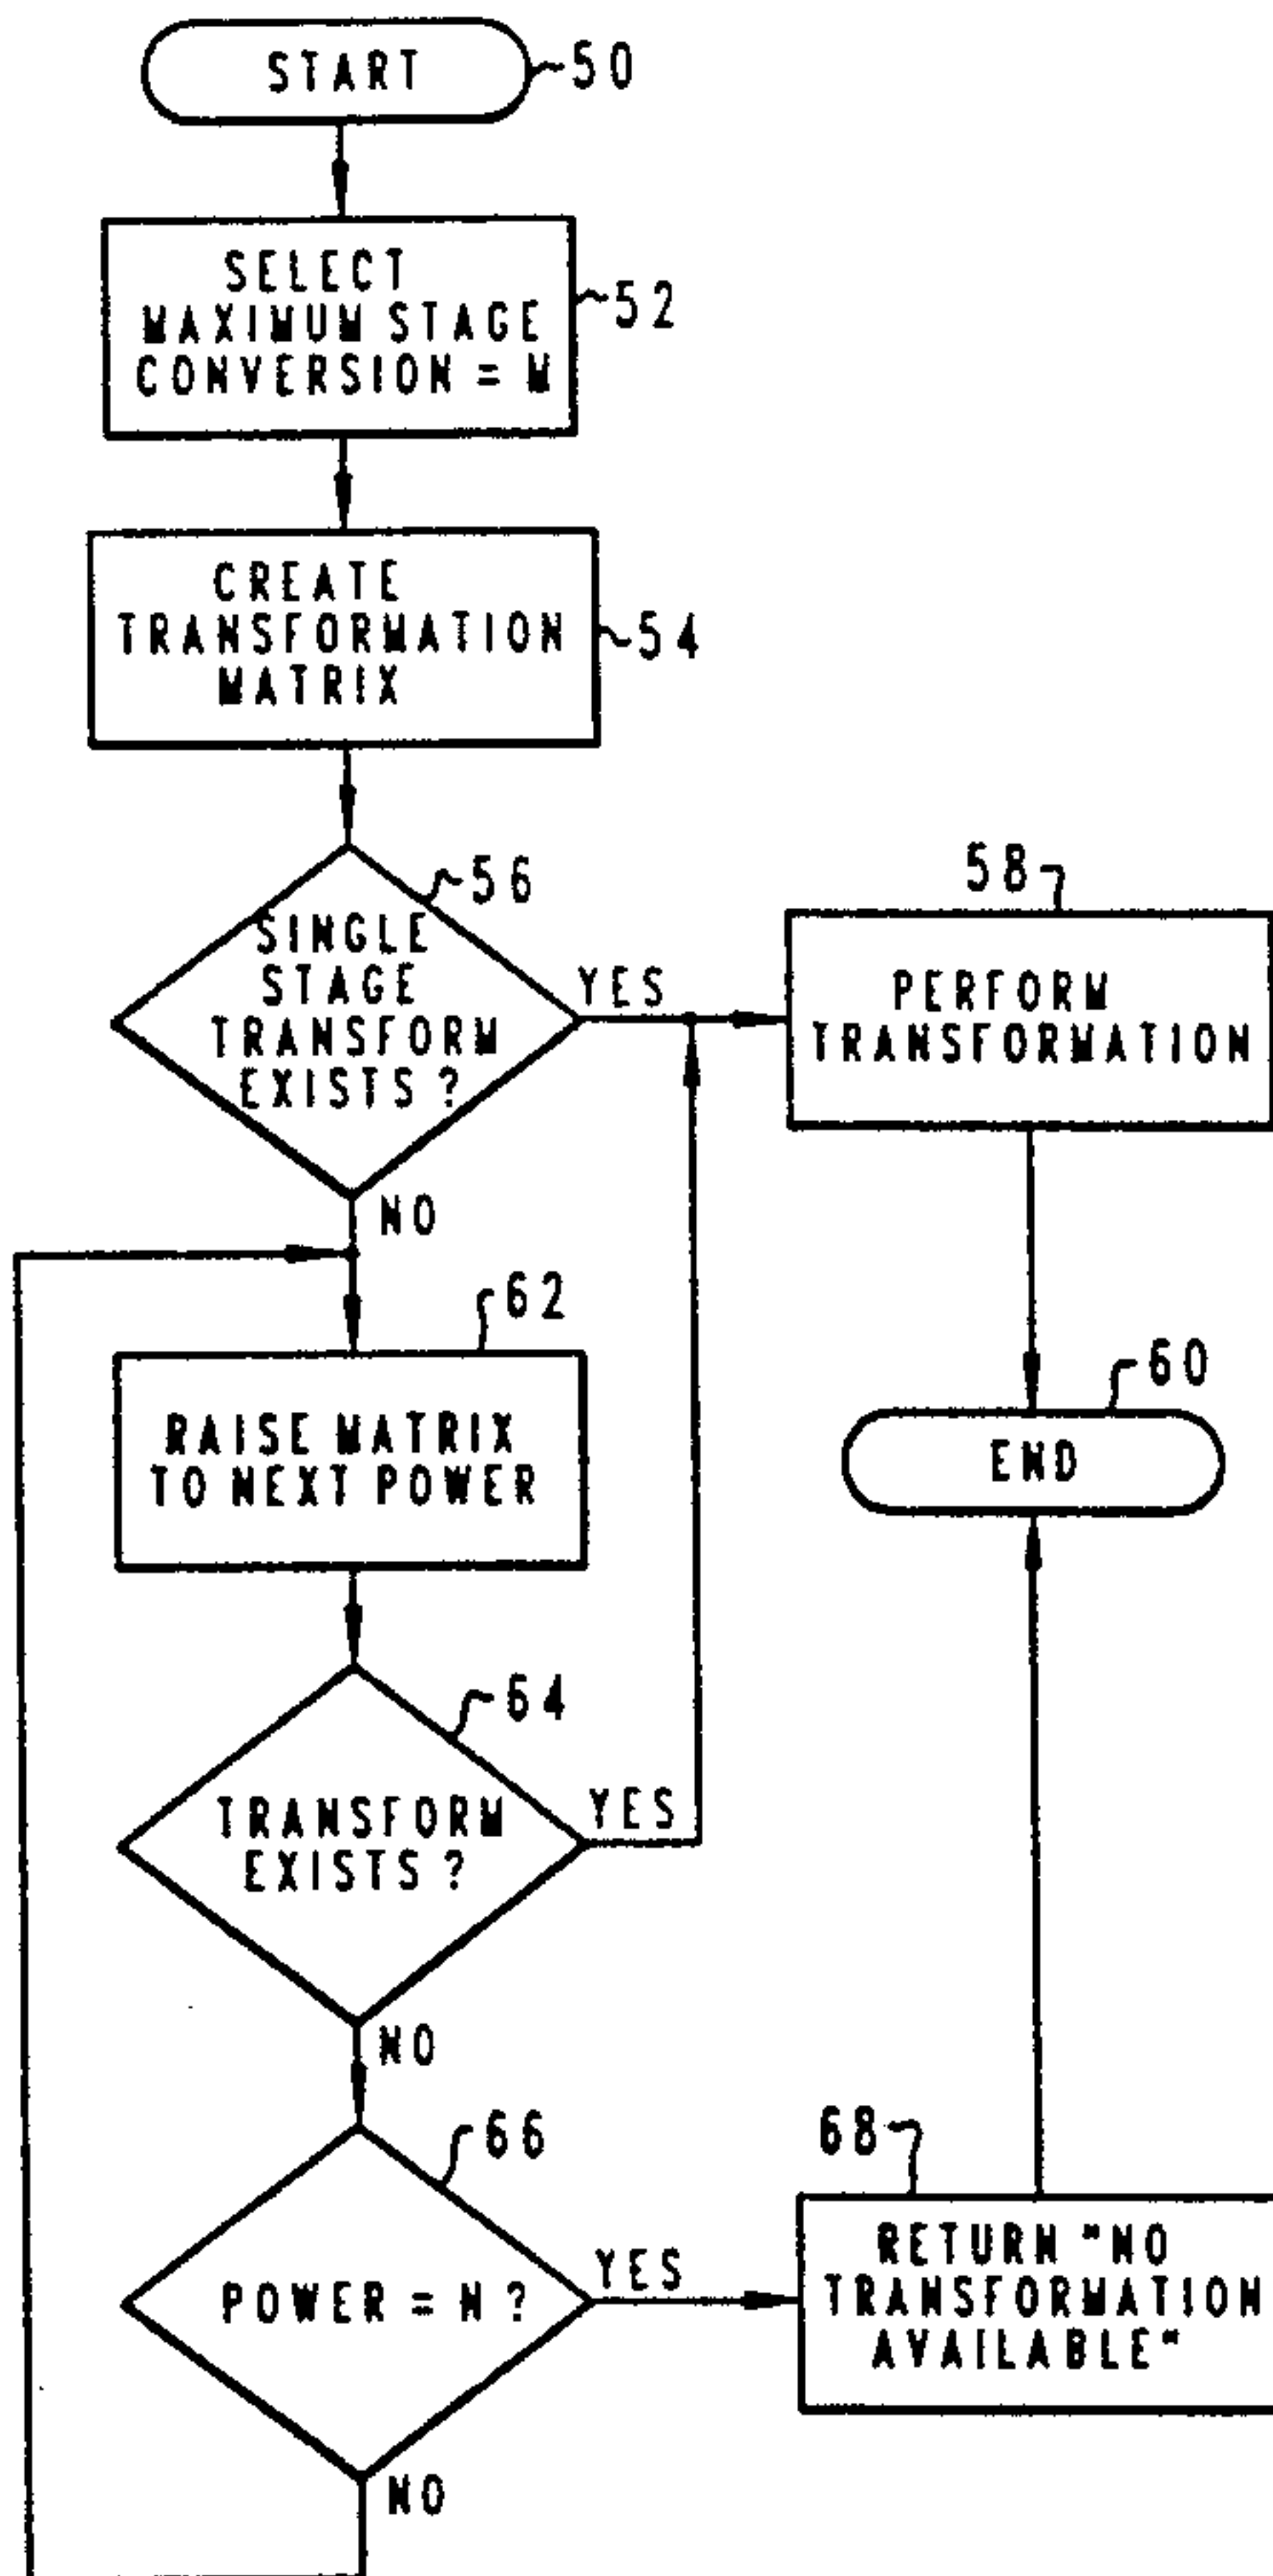 START
50
SELECT
MAXIMUM STAGE
CONVERSION = M
52
CREATE
TRANSFORMATION
MATRIX
54
56
SINGLE
STAGE
TRANSFORM
EXISTS ?
YES
NO
58
PERFORM
TRANSFORMATION
62
RAISE MATRIX
TO NEXT POWER
60
END
64
TRANSFORM
EXISTS ?
YES
NO
66
POWER = N ?
YES
NO
68
RETURN "NO
TRANSFORMATION
AVAILABLE"